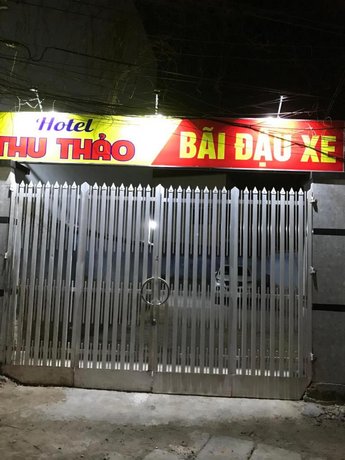 Hotel
THU THẢO
BÃI ĐẬU XE